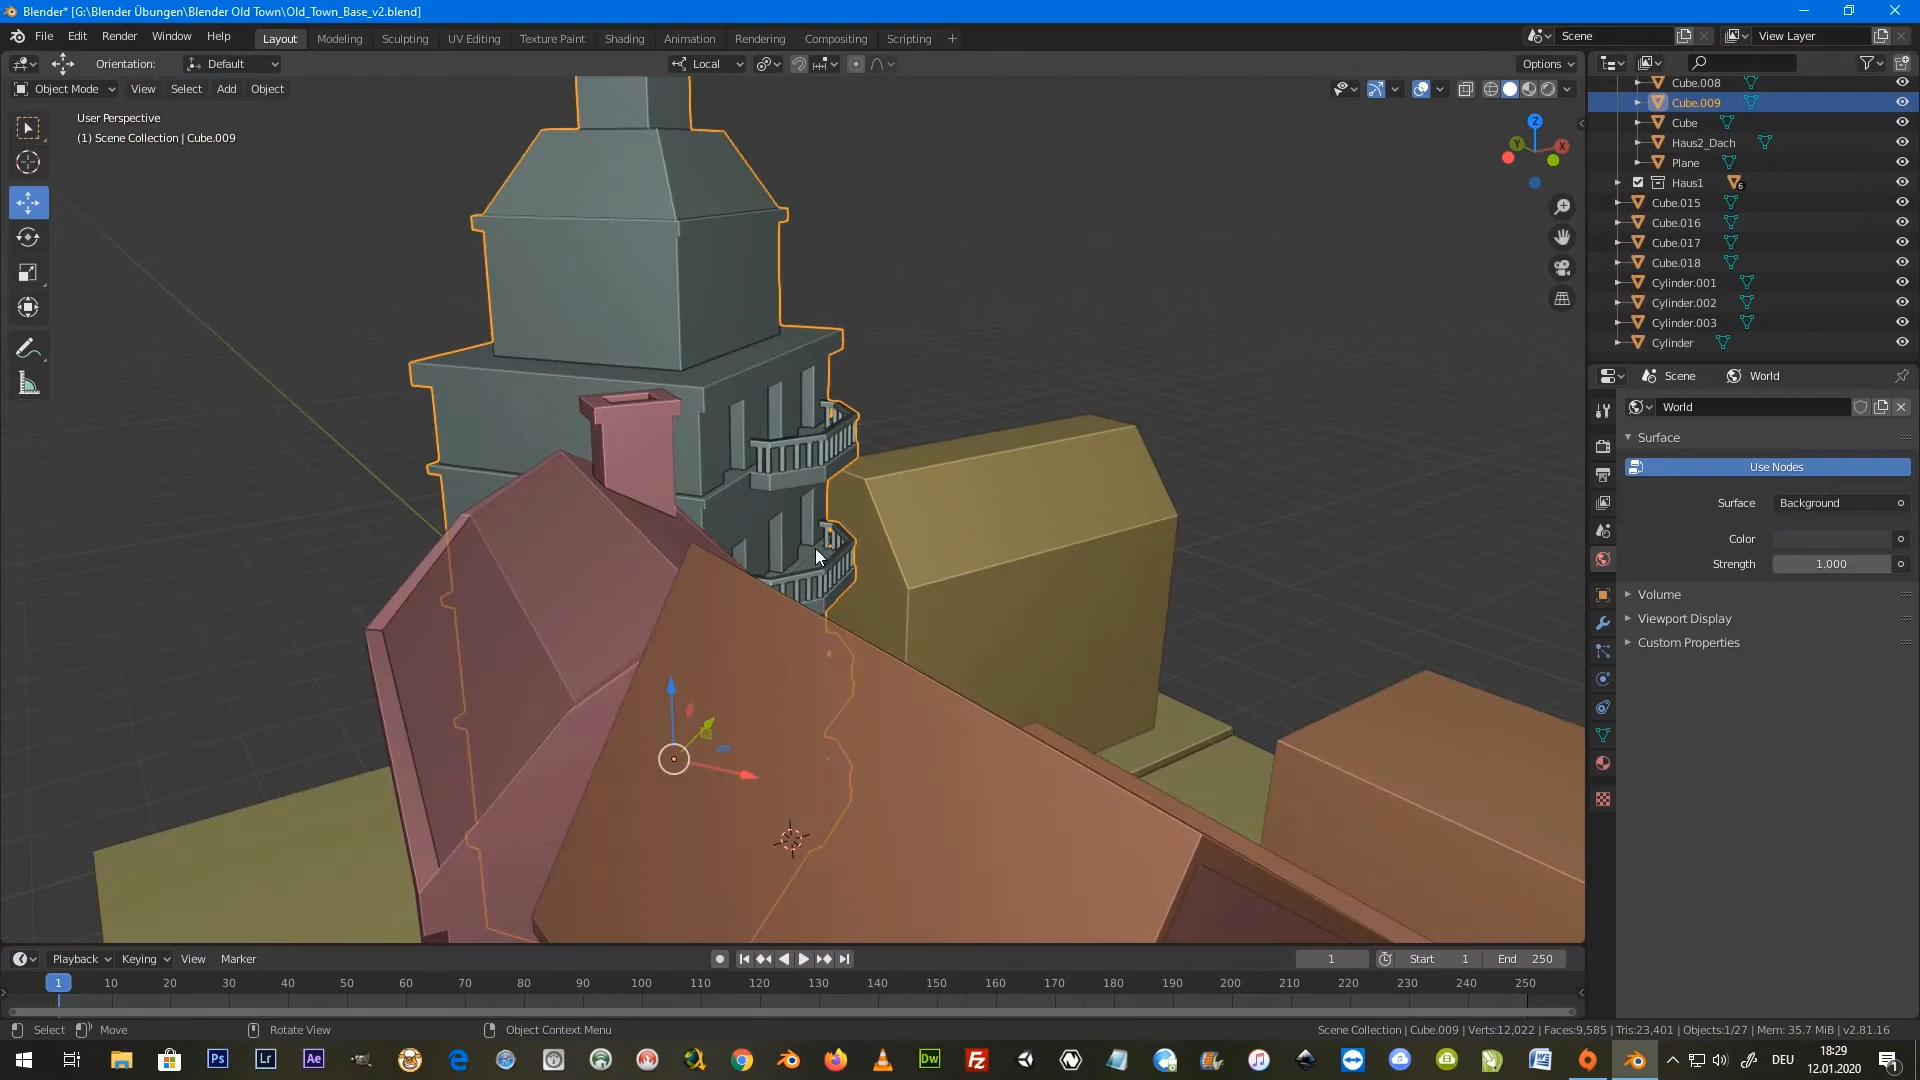 Blender* [G:\Blender Übungen\Blender Old Town\Old_Town_Base_v2.blend]
File Edit Render Window Help Layout Modeling Sculpting UV Editing Texture Paint Shading Animation Rendering Compositing Scripting + Scene View Layer
Orientation: Default Local Options
Object Mode View Select Add Object
User Perspective
(1) Scene Collection | Cube.009
Z
Y X
Cube.008
Cube.009
Cube
Haus2_Dach
Plane
Haus1 6
Cube.015
Cube.016
Cube.017
Cube.018
Cylinder.001
Cylinder.002
Cylinder.003
Cylinder
Scene World
World
Surface
Use Nodes
Surface Background
Color
Strength 1.000
Volume
Viewport Display
Custom Properties
Playback Keying View Marker 1 Start 1 End 250
1 10 20 30 40 50 60 70 80 90 100 110 120 130 140 150 160 170 180 190 200 210 220 230 240 250
Select Move Rotate View Object Context Menu Scene Collection | Cube.009 | Verts:12,022 | Faces:9,585 | Tris:23,401 | Objects:1/27 | Mem: 35.7 MiB | v2.81.16
Ps Lr Ae Dw Fz DEU 18:29
12.01.2020 1